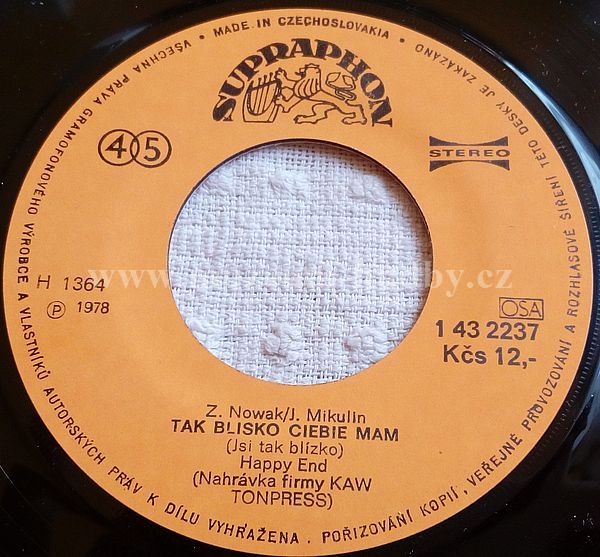 VŠECHNA PRÁVA GRAMOFONOVÉHO VÝROBCE A VLASTNÍKŮ AUTORSKÝCH PRÁV K DÍLU VYHRAŽENA. POŘIZOVÁNÍ KOPIÍ, VEŘEJNÉ PROVOZOVÁNÍ A ROZHLASOVÉ ŠÍŘENÍ TÉTO DESKY JE ZAKÁZÁNO
• MADE IN CZECHOSLOVAKIA •
SUPRAPHON
45
STEREO
H 1364
Ⓟ 1978
OSA
1 43 2237
Kčs 12,-
Z. Nowak/J. Mikulin
TAK BLISKO CIEBIE MAM
(Jsi tak blízko)
Happy End
(Nahrávka firmy KAW
TONPRESS)